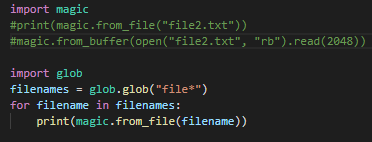 import magic
#print(magic.from_file("file2.txt"))
#magic.from_buffer(open("file2.txt", "rb").read(2048))
import glob
filenames = glob.glob("file*")
for filename in filenames:
    print(magic.from_file(filename))